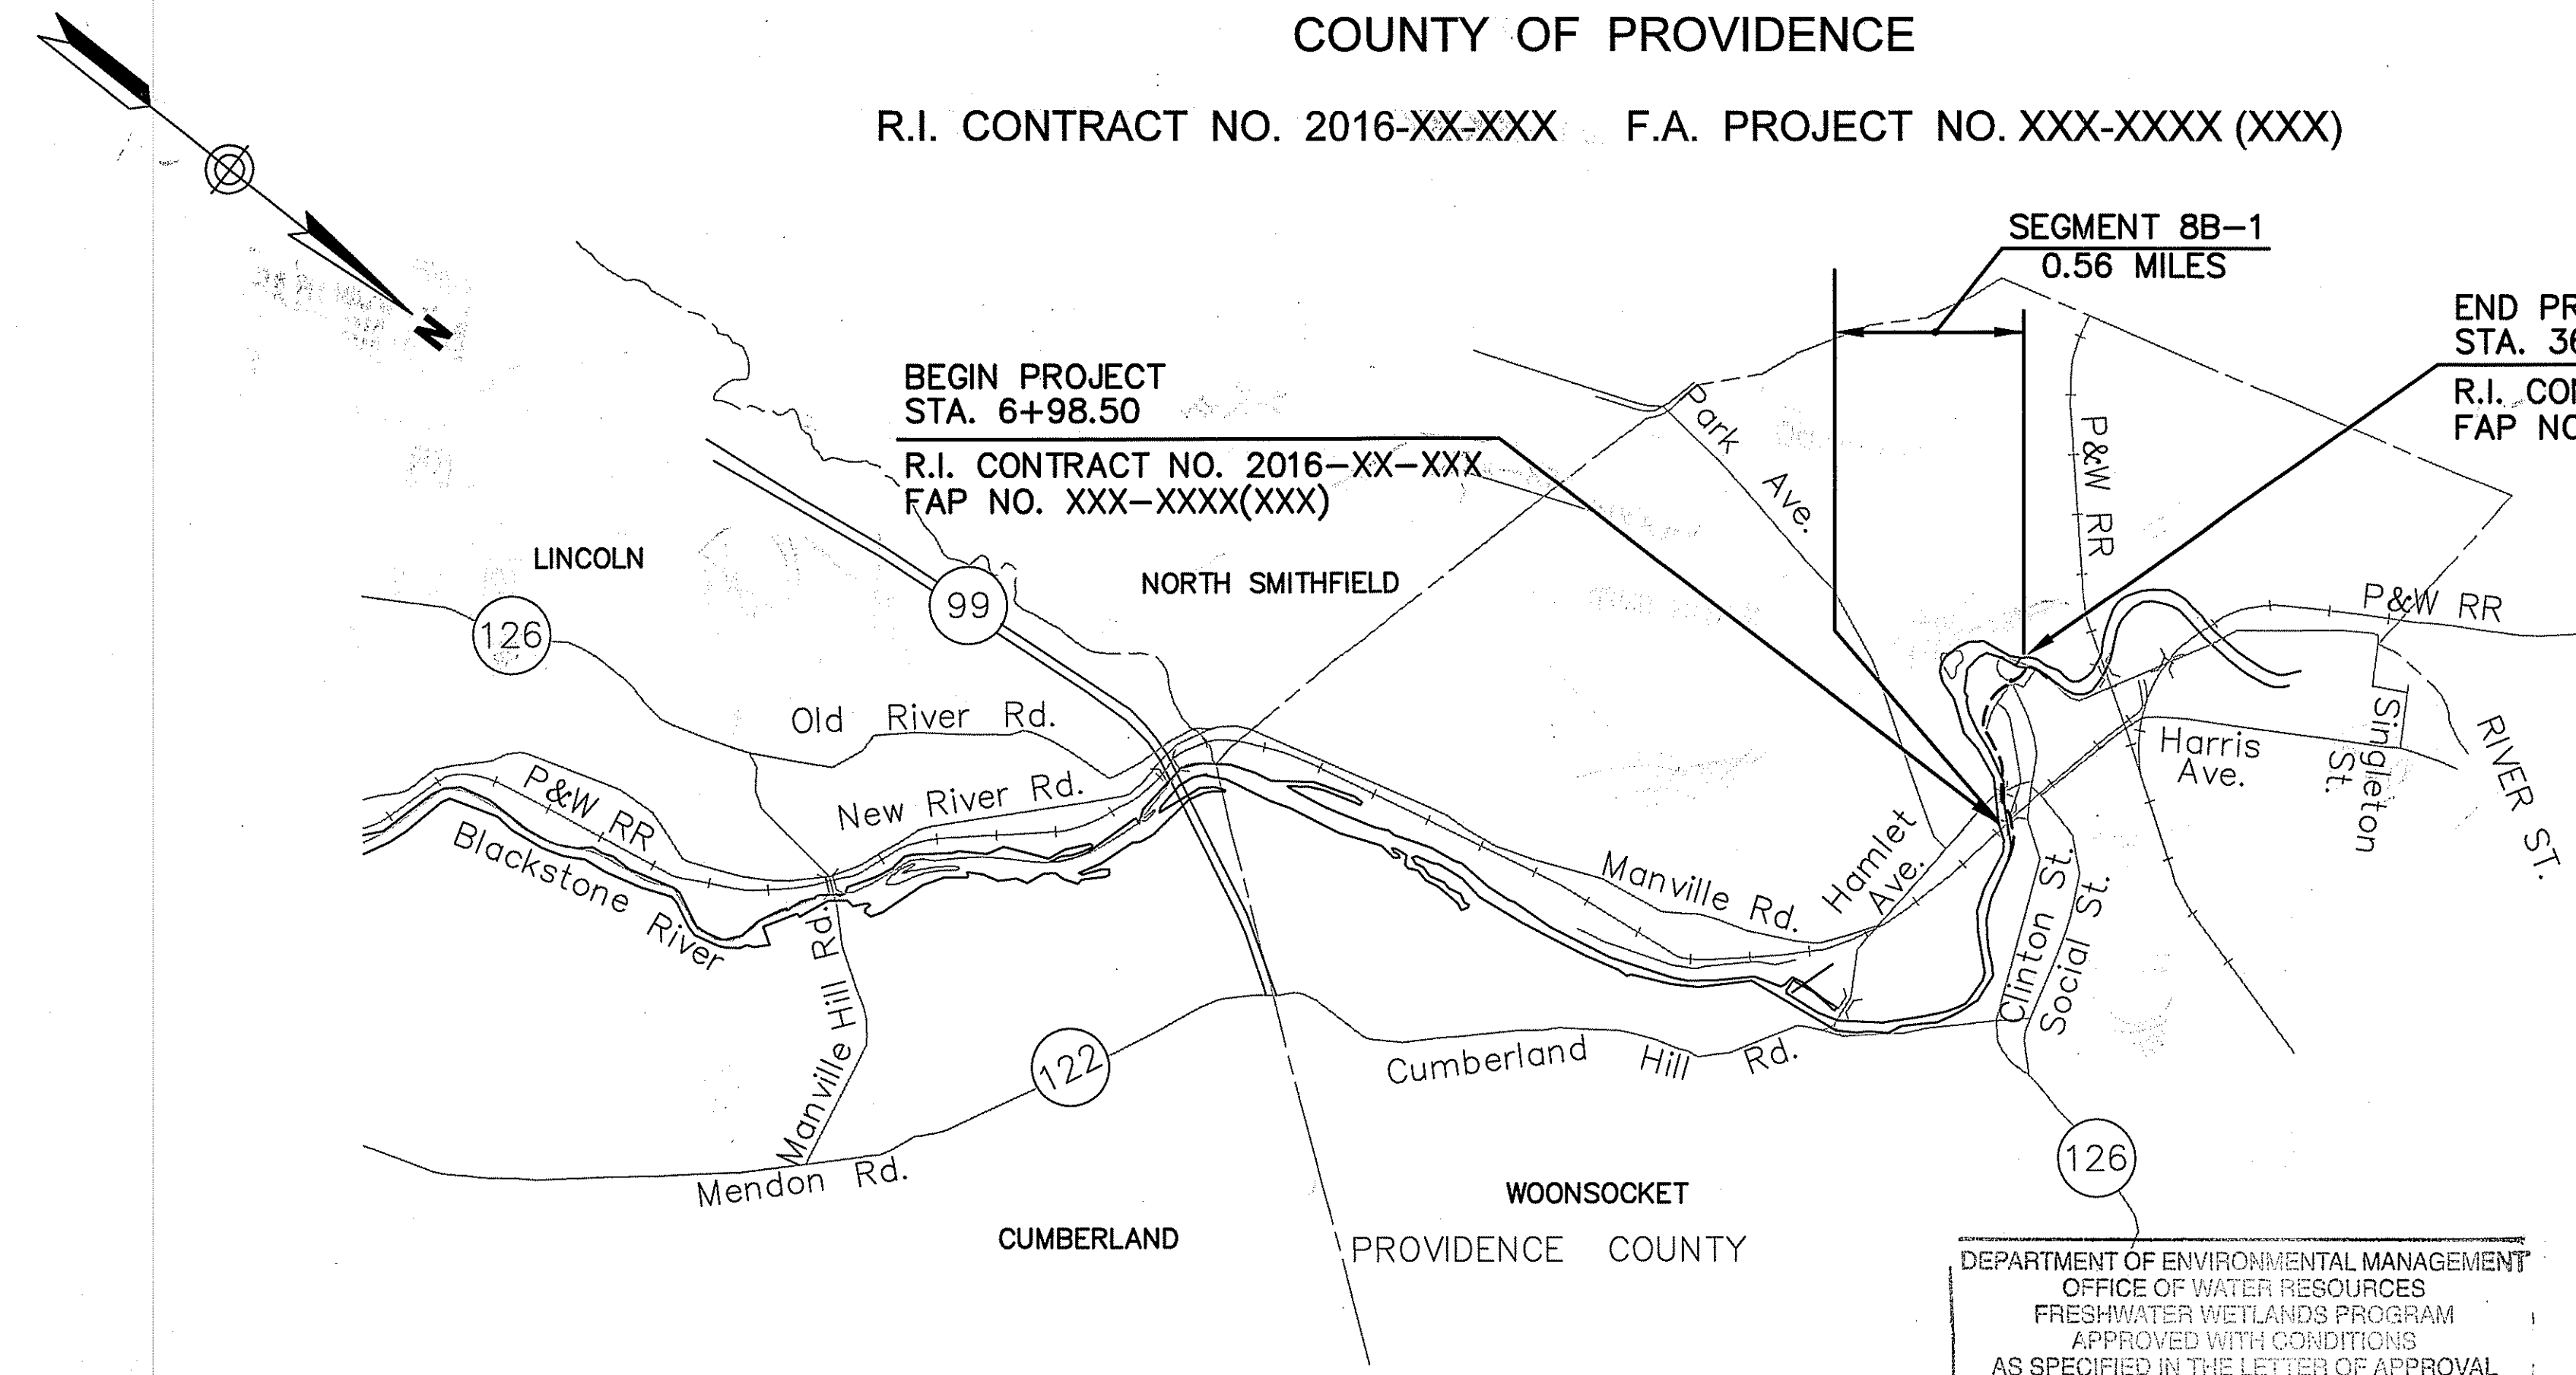 COUNTY OF PROVIDENCE
R.I. CONTRACT NO. 2016-XX-XXX F.A. PROJECT NO. XXX-XXXX (XXX)
N
SEGMENT 8B-1
0.56 MILES
BEGIN PROJECT
STA. 6+98.50
R.I. CONTRACT NO. 2016-XX-XXX
FAP NO. XXX-XXXX(XXX)
END PR
STA. 36
R.I. CO
FAP NO
Park Ave.
P&W RR
P&W RR
LINCOLN
NORTH SMITHFIELD
99
126
Old River Rd.
New River Rd.
P&W RR
Blackstone River
Manville Hill Rd.
Manville Rd.
Hamlet
Ave.
Harris
Ave.
Singleton
St.
RIVER ST.
Clinton St.
Social St.
122
Cumberland Hill Rd.
Mendon Rd.
126
WOONSOCKET
CUMBERLAND
PROVIDENCE COUNTY
DEPARTMENT OF ENVIRONMENTAL MANAGEMENT
OFFICE OF WATER RESOURCES
FRESHWATER WETLANDS PROGRAM
APPROVED WITH CONDITIONS
AS SPECIFIED IN THE LETTER OF APPROVAL